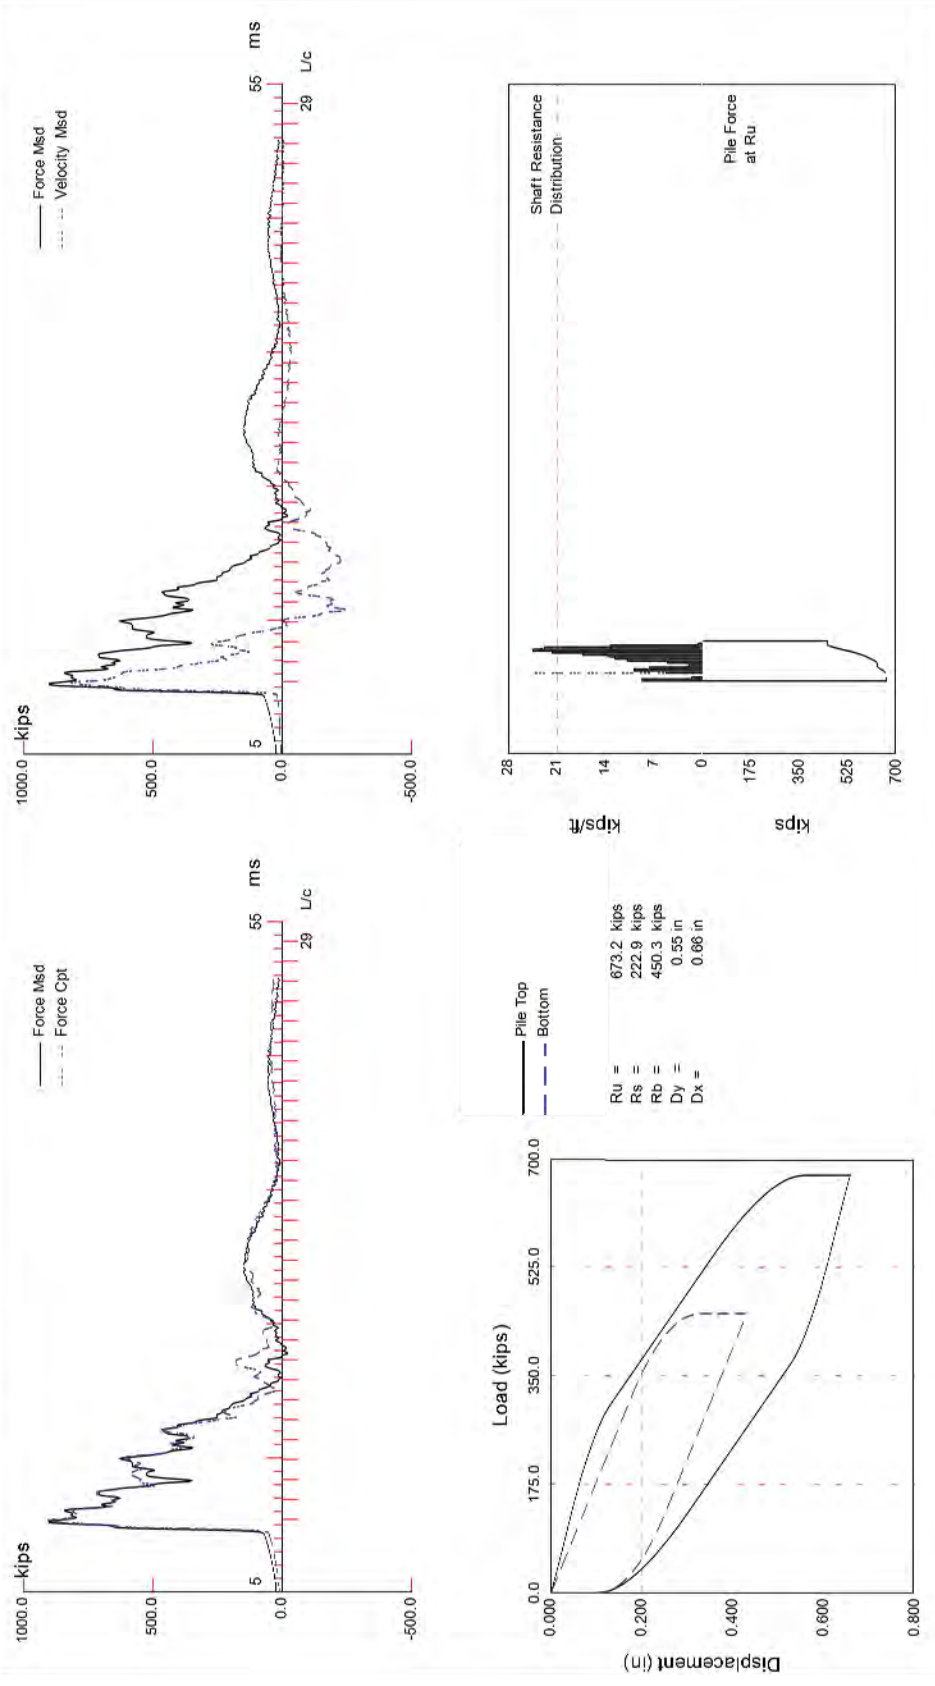 Force Msd
Force Cpt
1000.0 kips
500.0
0.0
-500.0
5
55
ms
29
L/c
Force Msd
Velocity Msd
1000.0 kips
500.0
0.0
-500.0
5
55
ms
29
L/c
Load (kips)
0.0
175.0
350.0
525.0
700.0
0.000
0.200
0.400
0.600
0.800
Displacement (in)
Pile Top
Bottom
Ru = 673.2 kips
Rs = 222.9 kips
Rb = 450.3 kips
Dy = 0.55 in
Dx = 0.66 in
28
21
14
7
0
175
350
525
700
kips/ft
kips
Shaft Resistance
Distribution
Pile Force
at Ru